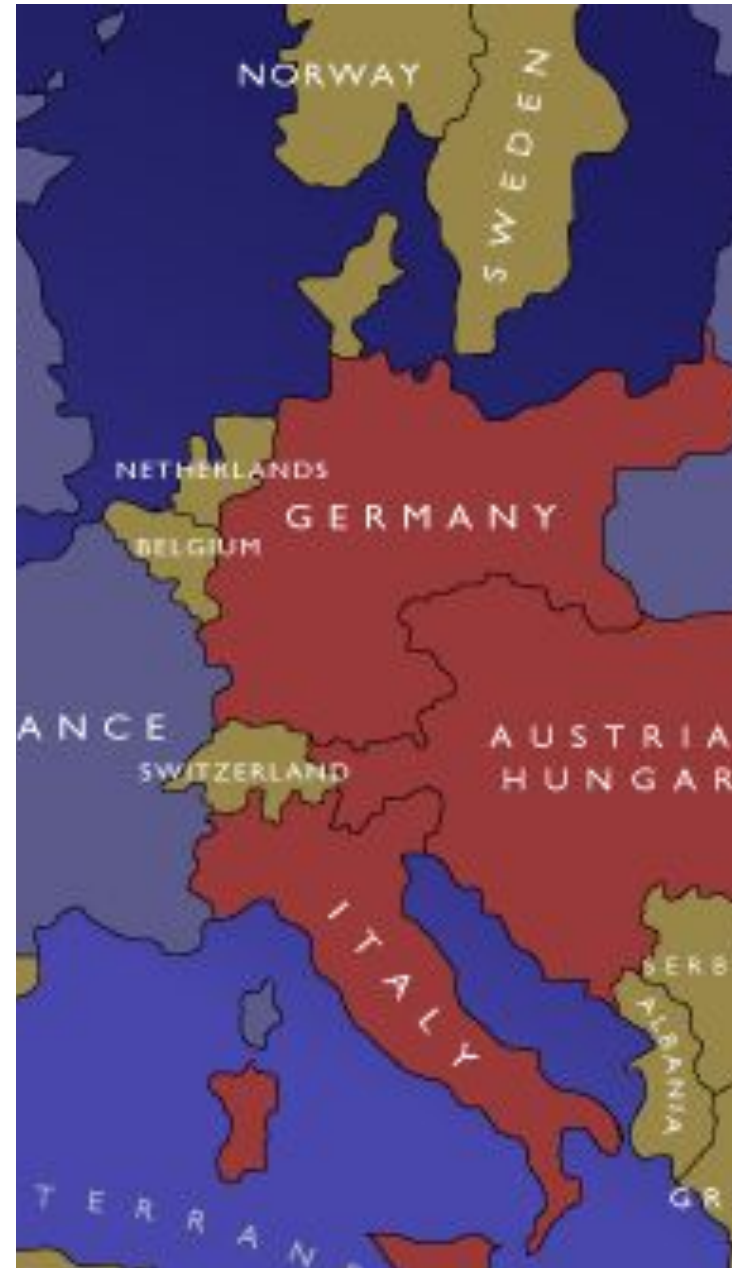 NORWAY
SWEDEN
NETHERLANDS
GERMANY
BELGIUM
ANCE
AUSTRIA
HUNGAR
SWITZERLAND
ITALY
SERB
ALBANIA
GR
TERRAN